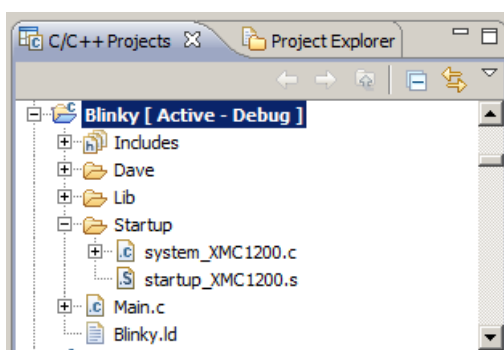 C/C++ Projects Project Explorer
Blinky [ Active - Debug ]
Includes
Dave
Lib
Startup
system_XMC1200.c
startup_XMC1200.s
Main.c
Blinky.ld